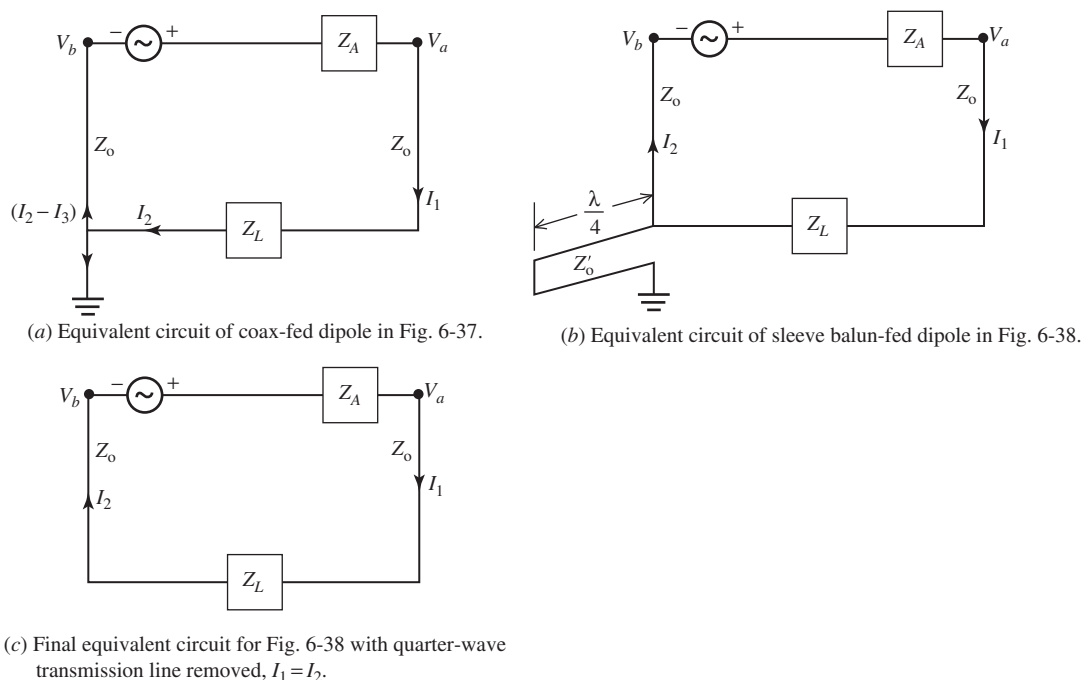 V_b − + Z_A V_a
Z_o Z_o
(I_2 − I_3) I_2 Z_L I_1
(a) Equivalent circuit of coax-fed dipole in Fig. 6-37.
V_b − + Z_A V_a
Z_o Z_o
I_2 I_1
λ/4
Z_L
Z′_o
(b) Equivalent circuit of sleeve balun-fed dipole in Fig. 6-38.
V_b − + Z_A V_a
Z_o Z_o
I_2 I_1
Z_L
(c) Final equivalent circuit for Fig. 6-38 with quarter-wave
transmission line removed, I_1 = I_2.